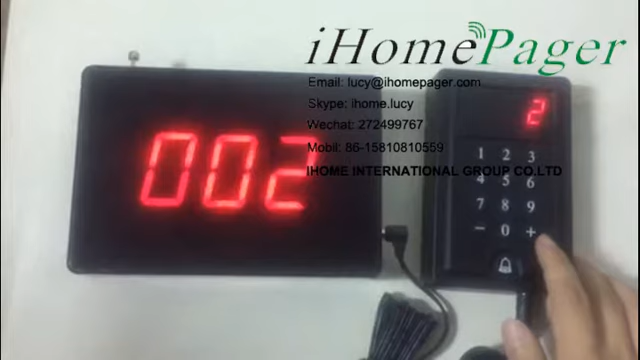 iHomePager
Email: lucy@ihomepager.com
Skype: ihome.lucy
Wechat: 272499767
Mobil: 86-15810810559
IHOME INTERNATIONAL GROUP CO.LTD
002
2
1 2 3
4 5 6
7 8 9
- 0 +